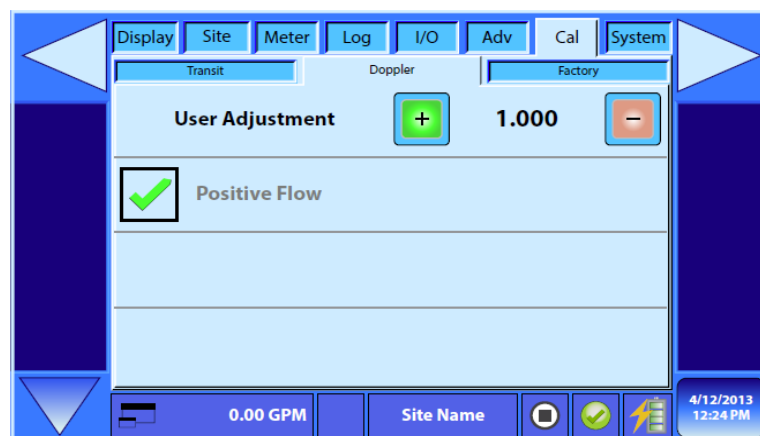 Display Site Meter Log I/O Adv Cal System
Transit Doppler Factory
User Adjustment + 1.000 -
Positive Flow
0.00 GPM Site Name 4/12/2013
12:24 PM